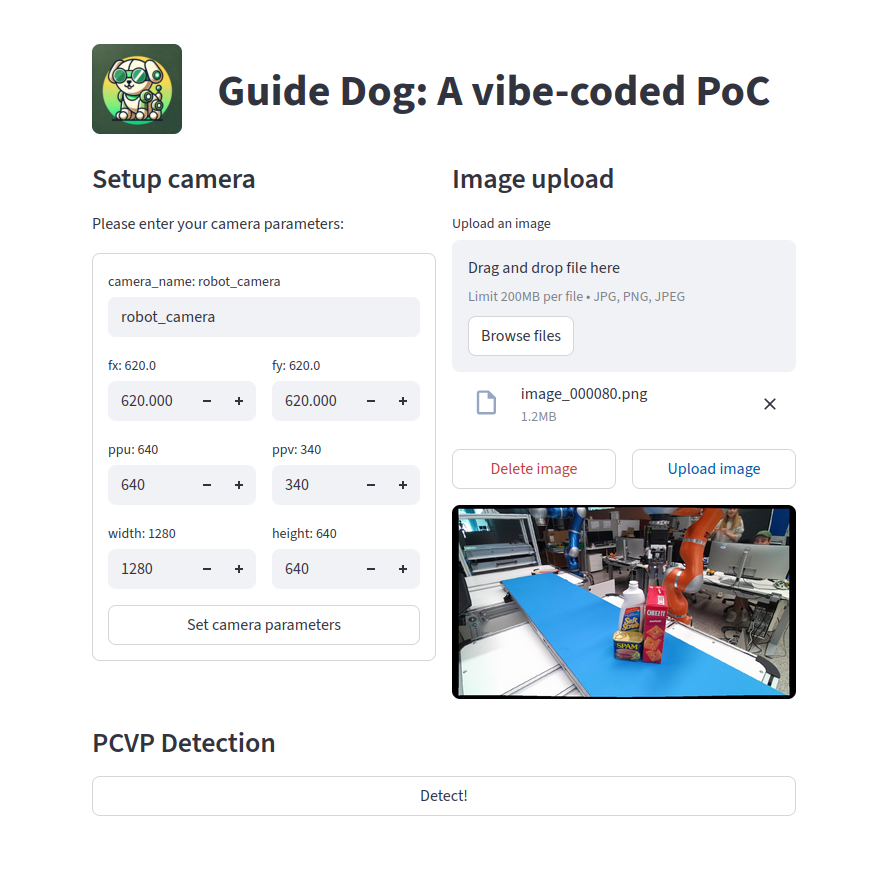 Guide Dog: A vibe-coded PoC
Setup camera
Please enter your camera parameters:
camera_name: robot_camera
robot_camera
fx: 620.0
fy: 620.0
620.000
620.000
ppu: 640
ppv: 340
640
340
width: 1280
height: 640
1280
640
Set camera parameters
Image upload
Upload an image
Drag and drop file here
Limit 200MB per file • JPG, PNG, JPEG
Browse files
image_000080.png
1.2MB
Delete image
Upload image
Soft
CHEEZ-IT
SPAM
PCVP Detection
Detect!